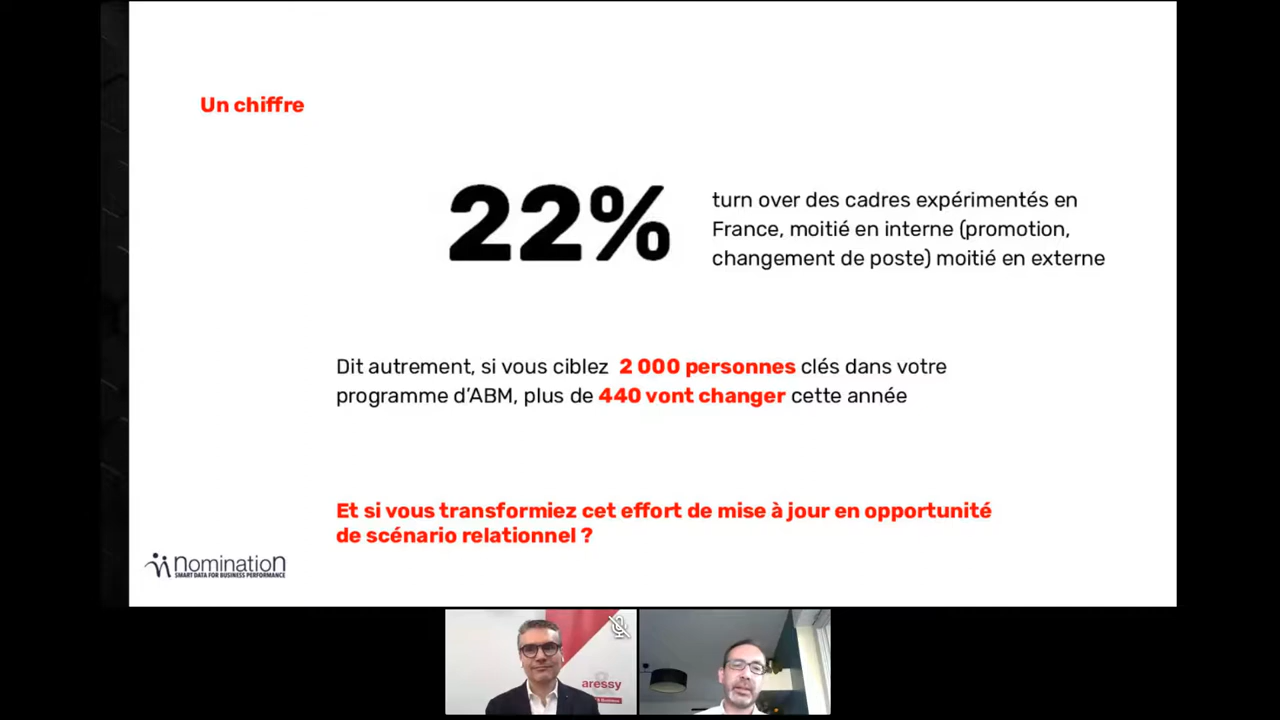 Un chiffre
22%
turn over des cadres expérimentés en
France, moitié en interne (promotion,
changement de poste) moitié en externe
Dit autrement, si vous ciblez 2 000 personnes clés dans votre
programme d'ABM, plus de 440 vont changer cette année
Et si vous transformiez cet effort de mise à jour en opportunité
de scénario relationnel ?
nomination
SMART DATA FOR BUSINESS PERFORMANCE
aressy